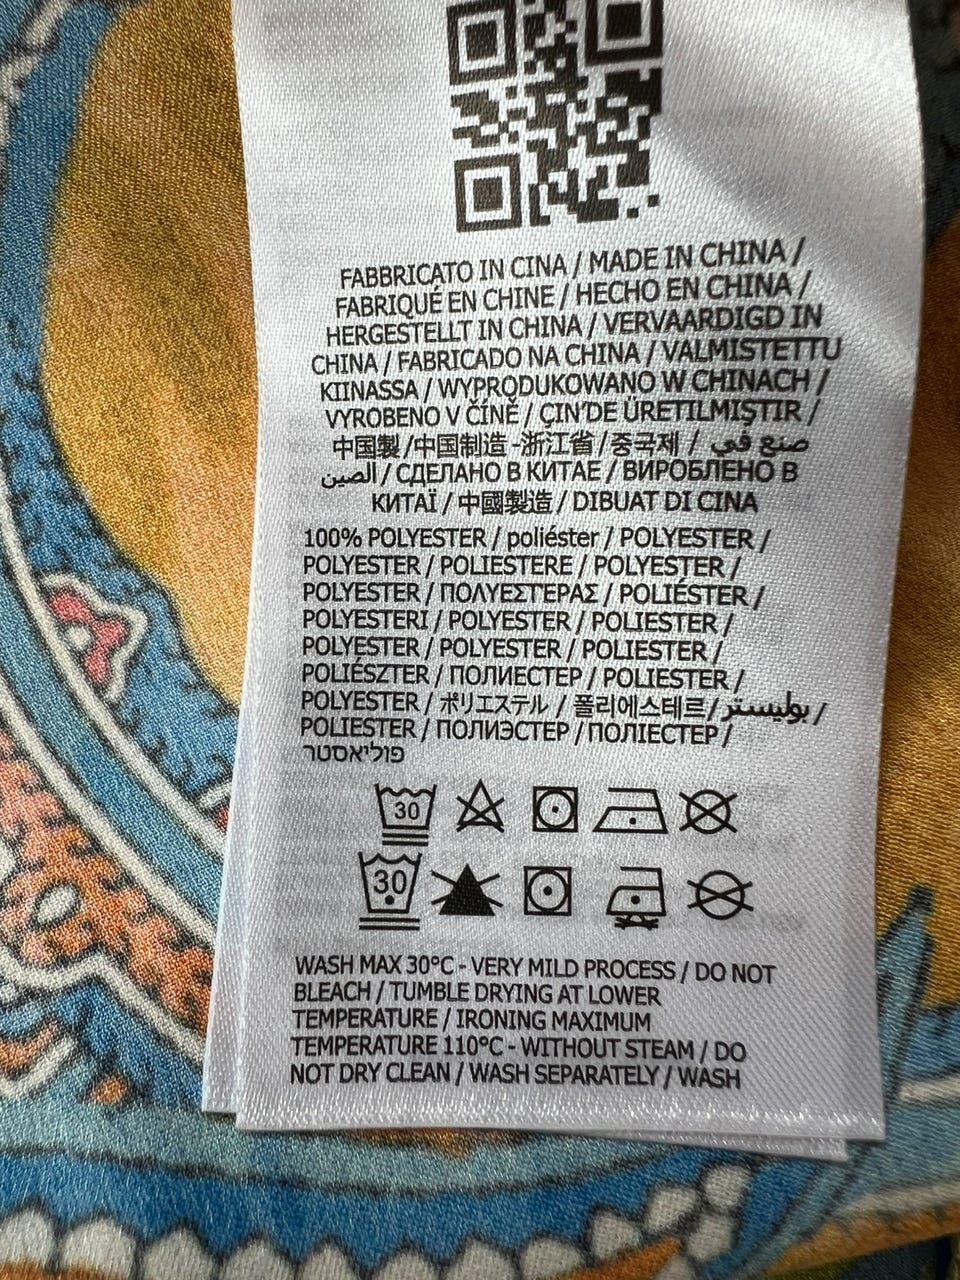 FABBRICATO IN CINA / MADE IN CHINA /
FABRIQUÉ EN CHINE / HECHO EN CHINA /
HERGESTELLT IN CHINA / VERVAARDIGD IN
CHINA / FABRICADO NA CHINA / VALMISTETTU
KIINASSA / WYPRODUKOWANO W CHINACH /
VYROBENO V ČÍNĚ / ÇIN'DE ÜRETILMIŞTIR /
中国製 /中国制造 -浙江省 /중국제 / صنع في
الصين / СДЕЛАНО В КИТАЕ / ВИРОБЛЕНО В
КИТАЇ / 中國製造 / DIBUAT DI CINA
100% POLYESTER / poliéster / POLYESTER /
POLYESTER / POLIESTERE / POLYESTER /
POLYESTER / ΠΟΛΥΕΣΤΕΡΑΣ / POLIÉSTER /
POLYESTERI / POLYESTER / POLIESTER /
POLYESTER / POLYESTER / POLIESTER /
POLIÉSZTER / ПОЛИЕСТЕР / POLIESTER /
POLYESTER / ポリエステル / 폴리에스테르/ بوليستر /
POLIESTER / ПОЛИЭСТЕР / ПОЛІЕСТЕР /
פוליאסטר
30
30
WASH MAX 30°C - VERY MILD PROCESS / DO NOT
BLEACH / TUMBLE DRYING AT LOWER
TEMPERATURE / IRONING MAXIMUM
TEMPERATURE 110°C - WITHOUT STEAM / DO
NOT DRY CLEAN / WASH SEPARATELY / WASH